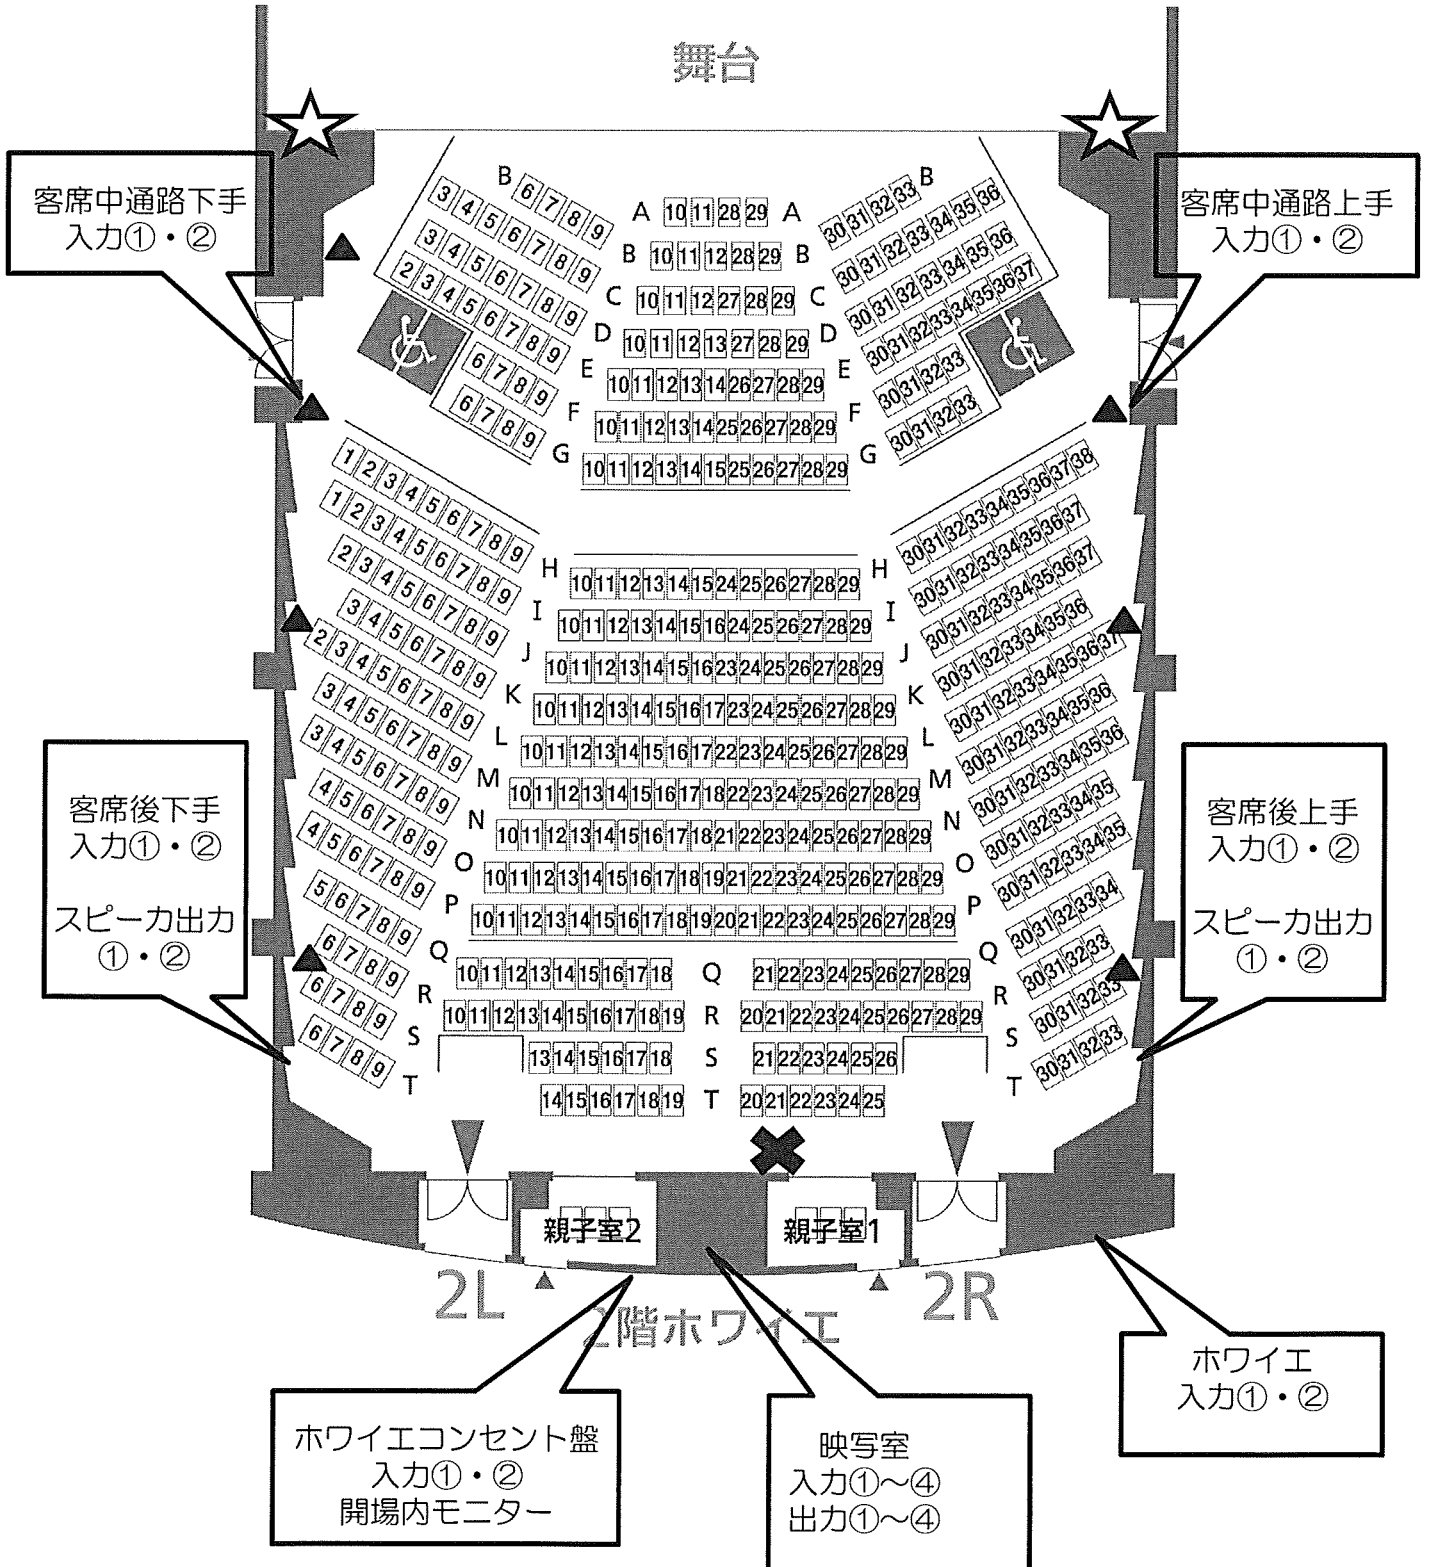 舞台
客席中通路下手
入力①・②
客席中通路上手
入力①・②
B 6 7 8 9
3 4 5 6 7 8 9
3 4 5 6 7 8 9
2 3 4 5 6 7 8 9
6 7 8 9
6 7 8 9
A 10 11 28 29 A
B 10 11 12 28 29 B
C 10 11 12 27 28 29 C
D 10 11 12 13 27 28 29 D
E 10 11 12 13 14 26 27 28 29 E
F 10 11 12 13 14 25 26 27 28 29 F
G 10 11 12 13 14 15 25 26 27 28 29 G
30 31 32 33 B
30 31 32 33 34 35 36
30 31 32 33 34 35 36
30 31 32 33 34 35 36 37
30 31 32 33
30 31 32 33
1 2 3 4 5 6 7 8 9
1 2 3 4 5 6 7 8 9
2 3 4 5 6 7 8 9
3 4 5 6 7 8 9
2 3 4 5 6 7 8 9
3 4 5 6 7 8 9
3 4 5 6 7 8 9
4 5 6 7 8 9
4 5 6 7 8 9
5 6 7 8 9
6 7 8 9
6 7 8 9
6 7 8 9
H 10 11 12 13 14 15 24 25 26 27 28 29 H
I 10 11 12 13 14 15 16 24 25 26 27 28 29 I
J 10 11 12 13 14 15 16 23 24 25 26 27 28 29 J
K 10 11 12 13 14 15 16 17 23 24 25 26 27 28 29 K
L 10 11 12 13 14 15 16 17 22 23 24 25 26 27 28 29 L
M 10 11 12 13 14 15 16 17 18 22 23 24 25 26 27 28 29 M
N 10 11 12 13 14 15 16 17 18 21 22 23 24 25 26 27 28 29 N
O 10 11 12 13 14 15 16 17 18 19 21 22 23 24 25 26 27 28 29 O
P 10 11 12 13 14 15 16 17 18 19 20 21 22 23 24 25 26 27 28 29 P
Q 10 11 12 13 14 15 16 17 18 Q 21 22 23 24 25 26 27 28 29 Q
R 10 11 12 13 14 15 16 17 18 19 R 20 21 22 23 24 25 26 27 28 29 R
S 13 14 15 16 17 18 S 21 22 23 24 25 26 S
T 14 15 16 17 18 19 T 20 21 22 23 24 25 T
30 31 32 33 34 35 36 37 38
30 31 32 33 34 35 36 37
30 31 32 33 34 35 36 37
30 31 32 33 34 35 36
30 31 32 33 34 35 36 37
30 31 32 33 34 35 36
30 31 32 33 34 35 36
30 31 32 33 34 35
30 31 32 33 34 35
30 31 32 33 34
30 31 32 33
30 31 32 33
30 31 32 33
客席後下手
入力①・②
スピーカ出力
①・②
客席後上手
入力①・②
スピーカ出力
①・②
親子室2
親子室1
2L
2R
2階ホワイエ
ホワイエ
入力①・②
ホワイエコンセント盤
入力①・②
開場内モニター
映写室
入力①～④
出力①～④